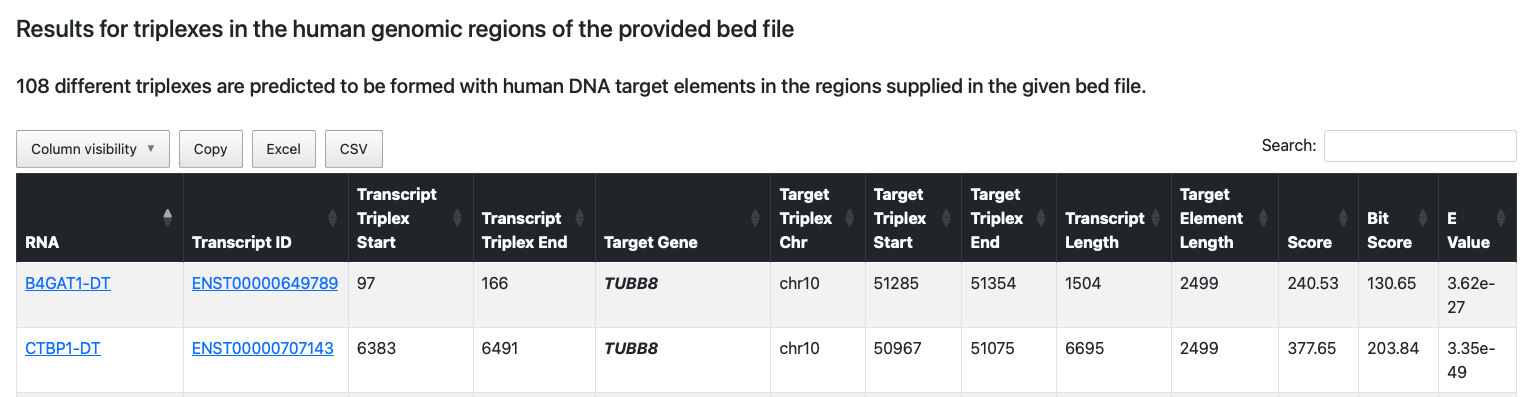 Results for triplexes in the human genomic regions of the provided bed file
108 different triplexes are predicted to be formed with human DNA target elements in the regions supplied in the given bed file.
Column visibility ▼ Copy Excel CSV Search:
RNA Transcript ID Transcript Triplex Start Transcript Triplex End Target Gene Target Triplex Chr Target Triplex Start Target Triplex End Transcript Length Target Element Length Score Bit Score E Value
B4GAT1-DT ENST00000649789 97 166 TUBB8 chr10 51285 51354 1504 2499 240.53 130.65 3.62e-27
CTBP1-DT ENST00000707143 6383 6491 TUBB8 chr10 50967 51075 6695 2499 377.65 203.84 3.35e-49